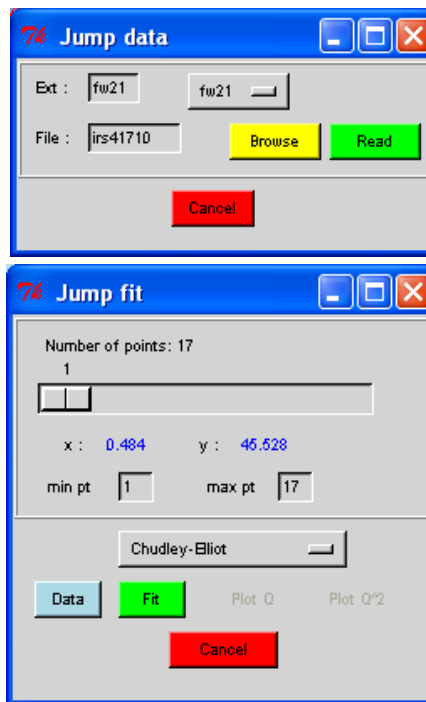 Jump data
Ext : fw21 fw21
File : irs41710 Browse Read
Cancel
Jump fit
Number of points: 17
1
x : 0.484 y : 45.528
min pt 1 max pt 17
Chudley-Elliot
Data Fit Plot Q Plot Q^2
Cancel